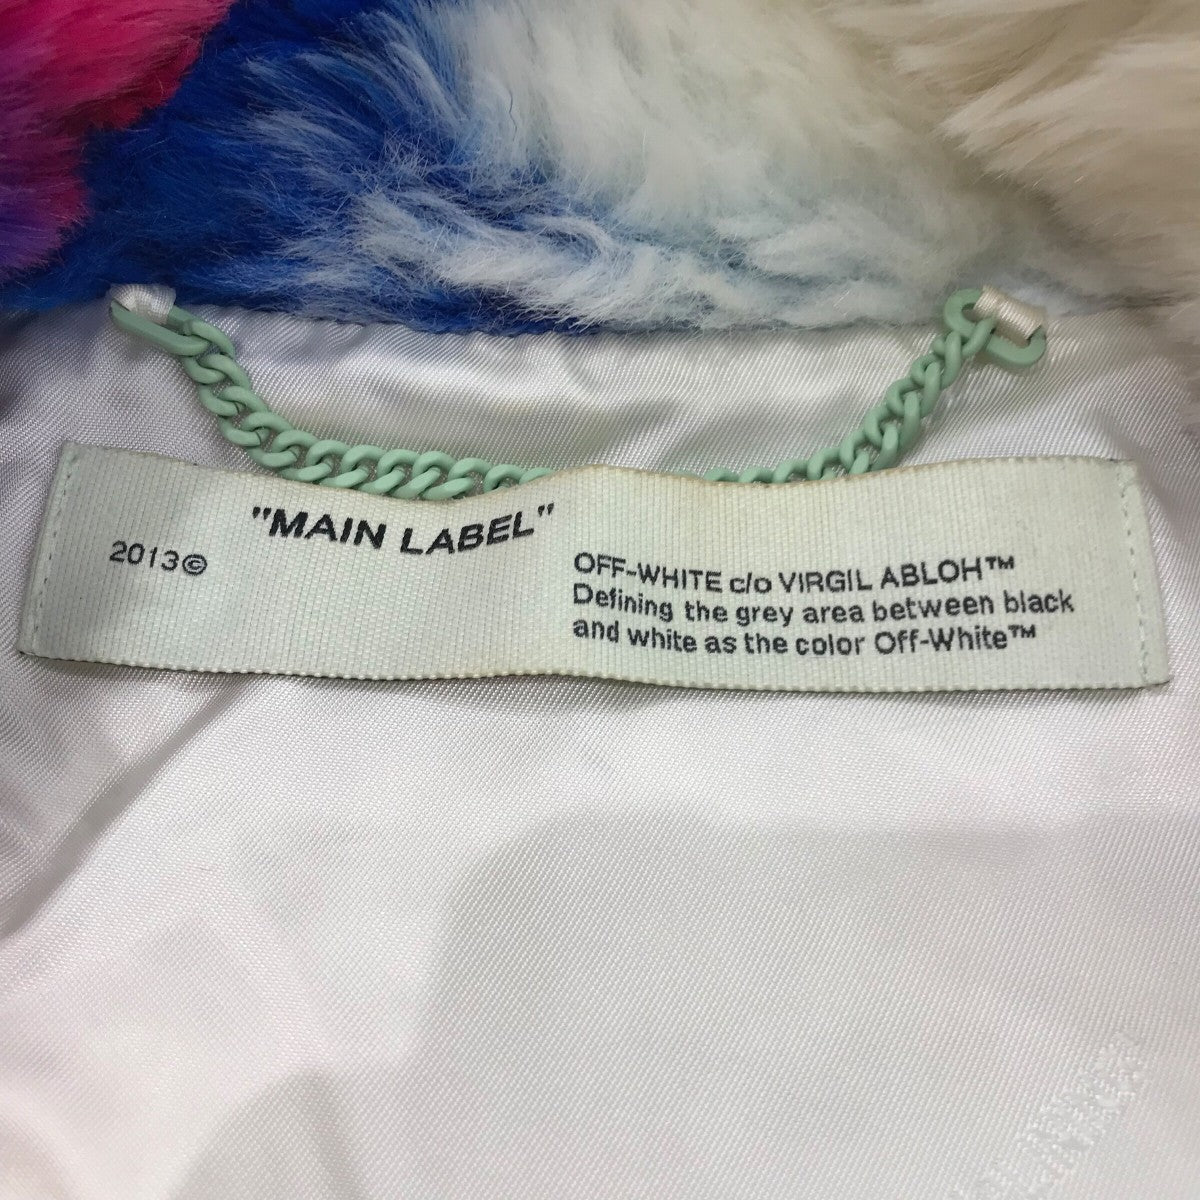 "MAIN LABEL"
2013©
OFF-WHITE c/o VIRGIL ABLOH™
Defining the grey area between black
and white as the color Off-White™